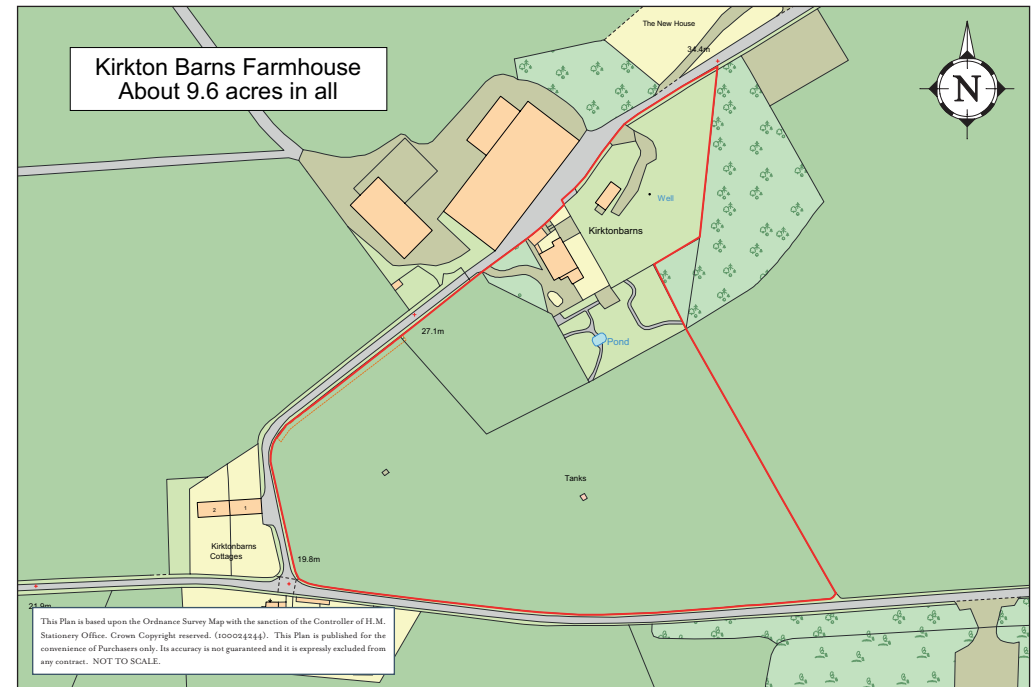 The New House
34.4m
Kirkton Barns Farmhouse
About 9.6 acres in all
N
Well
Kirktonbarns
27.1m
Pond
Tanks
2 1
Kirktonbarns
Cottages
19.8m
21.9m
This Plan is based upon the Ordnance Survey Map with the sanction of the Controller of H.M.
Stationery Office. Crown Copyright reserved. (100024244). This Plan is published for the
convenience of Purchasers only. Its accuracy is not guaranteed and it is expressly excluded from
any contract. NOT TO SCALE.